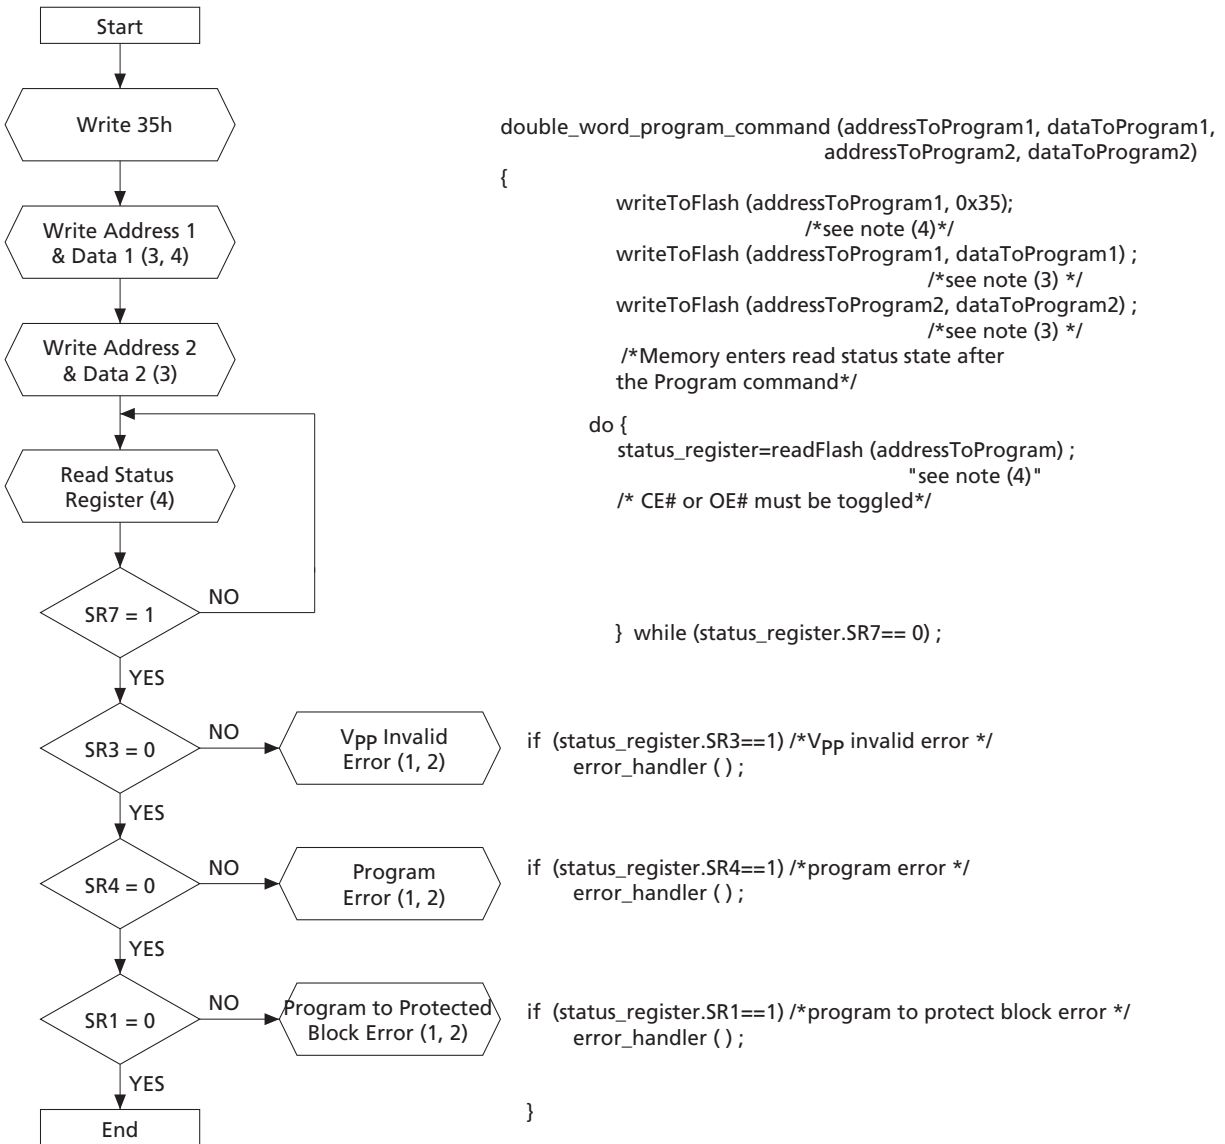 Start
Write 35h
Write Address 1
& Data 1 (3, 4)
Write Address 2
& Data 2 (3)
Read Status
Register (4)
SR7 = 1
NO
YES
SR3 = 0
NO
YES
VPP Invalid
Error (1, 2)
SR4 = 0
NO
YES
Program
Error (1, 2)
SR1 = 0
NO
YES
Program to Protected
Block Error (1, 2)
End
double_word_program_command (addressToProgram1, dataToProgram1,
addressToProgram2, dataToProgram2)
{
writeToFlash (addressToProgram1, 0x35);
/*see note (4)*/
writeToFlash (addressToProgram1, dataToProgram1) ;
/*see note (3) */
writeToFlash (addressToProgram2, dataToProgram2) ;
/*see note (3) */
/*Memory enters read status state after
the Program command*/
do {
status_register=readFlash (addressToProgram) ;
"see note (4)"
/* CE# or OE# must be toggled*/
} while (status_register.SR7== 0) ;
if (status_register.SR3==1) /*VPP invalid error */
error_handler ( ) ;
if (status_register.SR4==1) /*program error */
error_handler ( ) ;
if (status_register.SR1==1) /*program to protect block error */
error_handler ( ) ;
}